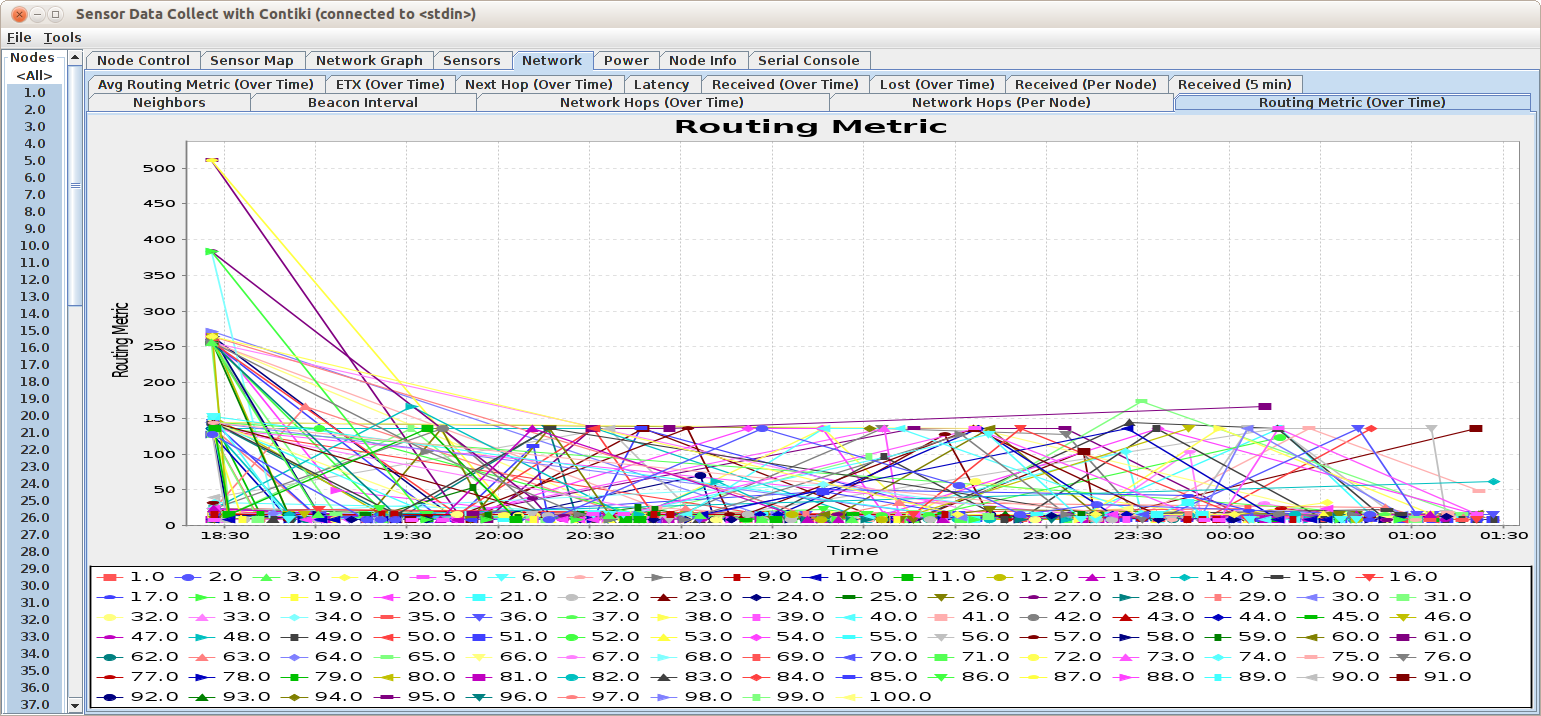 Sensor Data Collect with Contiki (connected to <stdin>)
File Tools
Nodes
<All>
1.0
2.0
3.0
4.0
5.0
6.0
7.0
8.0
9.0
10.0
11.0
12.0
13.0
14.0
15.0
16.0
17.0
18.0
19.0
20.0
21.0
22.0
23.0
24.0
25.0
26.0
27.0
28.0
29.0
30.0
31.0
32.0
33.0
34.0
35.0
36.0
37.0
Node Control Sensor Map Network Graph Sensors Network Power Node Info Serial Console
Avg Routing Metric (Over Time) ETX (Over Time) Next Hop (Over Time) Latency Received (Over Time) Lost (Over Time) Received (Per Node) Received (5 min)
Neighbors Beacon Interval Network Hops (Over Time) Network Hops (Per Node) Routing Metric (Over Time)
Routing Metric
Routing Metric
500
450
400
350
300
250
200
150
100
50
0
18:30 19:00 19:30 20:00 20:30 21:00 21:30 22:00 22:30 23:00 23:30 00:00 00:30 01:00 01:30
Time
1.0 2.0 3.0 4.0 5.0 6.0 7.0 8.0 9.0 10.0 11.0 12.0 13.0 14.0 15.0 16.0
17.0 18.0 19.0 20.0 21.0 22.0 23.0 24.0 25.0 26.0 27.0 28.0 29.0 30.0 31.0
32.0 33.0 34.0 35.0 36.0 37.0 38.0 39.0 40.0 41.0 42.0 43.0 44.0 45.0 46.0
47.0 48.0 49.0 50.0 51.0 52.0 53.0 54.0 55.0 56.0 57.0 58.0 59.0 60.0 61.0
62.0 63.0 64.0 65.0 66.0 67.0 68.0 69.0 70.0 71.0 72.0 73.0 74.0 75.0 76.0
77.0 78.0 79.0 80.0 81.0 82.0 83.0 84.0 85.0 86.0 87.0 88.0 89.0 90.0 91.0
92.0 93.0 94.0 95.0 96.0 97.0 98.0 99.0 100.0